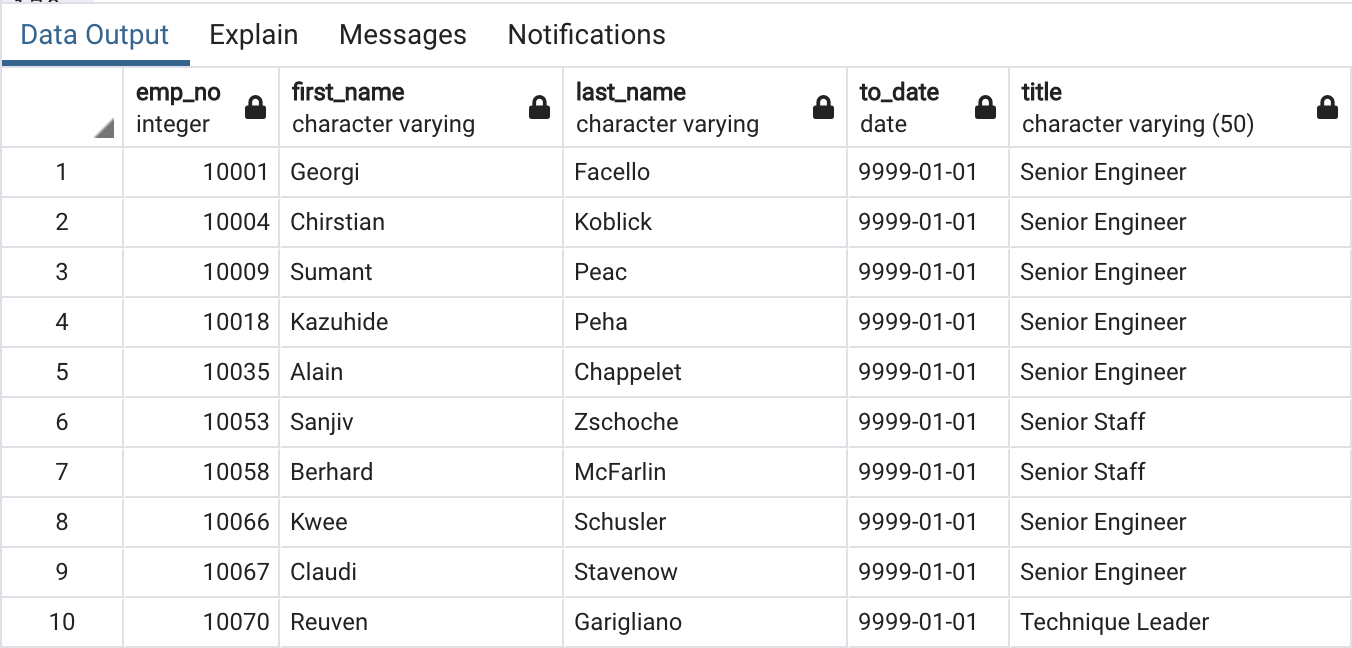 Data Output Explain Messages Notifications
emp_no first_name last_name to_date title
integer character varying character varying date character varying (50)
1 10001 Georgi Facello 9999-01-01 Senior Engineer
2 10004 Chirstian Koblick 9999-01-01 Senior Engineer
3 10009 Sumant Peac 9999-01-01 Senior Engineer
4 10018 Kazuhide Peha 9999-01-01 Senior Engineer
5 10035 Alain Chappelet 9999-01-01 Senior Engineer
6 10053 Sanjiv Zschoche 9999-01-01 Senior Staff
7 10058 Berhard McFarlin 9999-01-01 Senior Staff
8 10066 Kwee Schusler 9999-01-01 Senior Engineer
9 10067 Claudi Stavenow 9999-01-01 Senior Engineer
10 10070 Reuven Garigliano 9999-01-01 Technique Leader